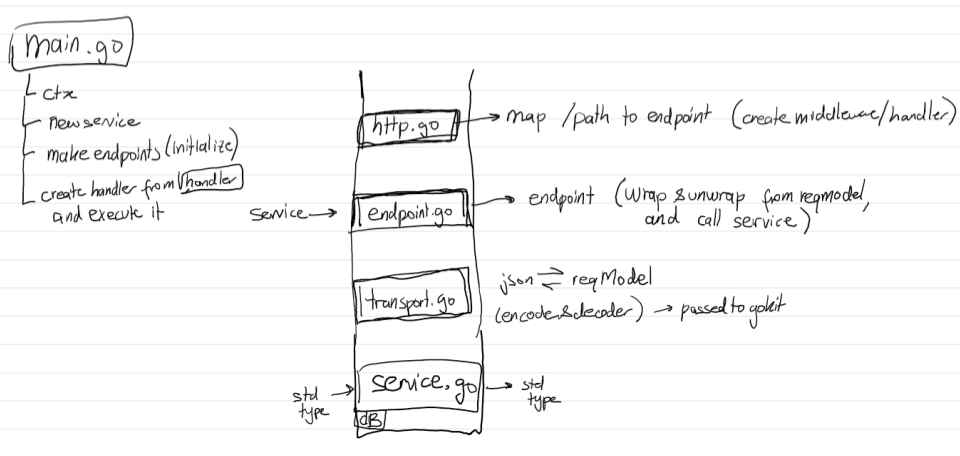 main.go
ctx
newservice
make endpoints (initialize)
create handler from handler
and execute it
http.go → map /path to endpoint (create middleware/handler)
service → endpoint.go → endpoint (wrap & unwrap from reqmodel,
and call service)
transport.go
json ⇌ reqModel
(encoder&decoder) → passed to gokit
std
type → service.go → std
type
dB